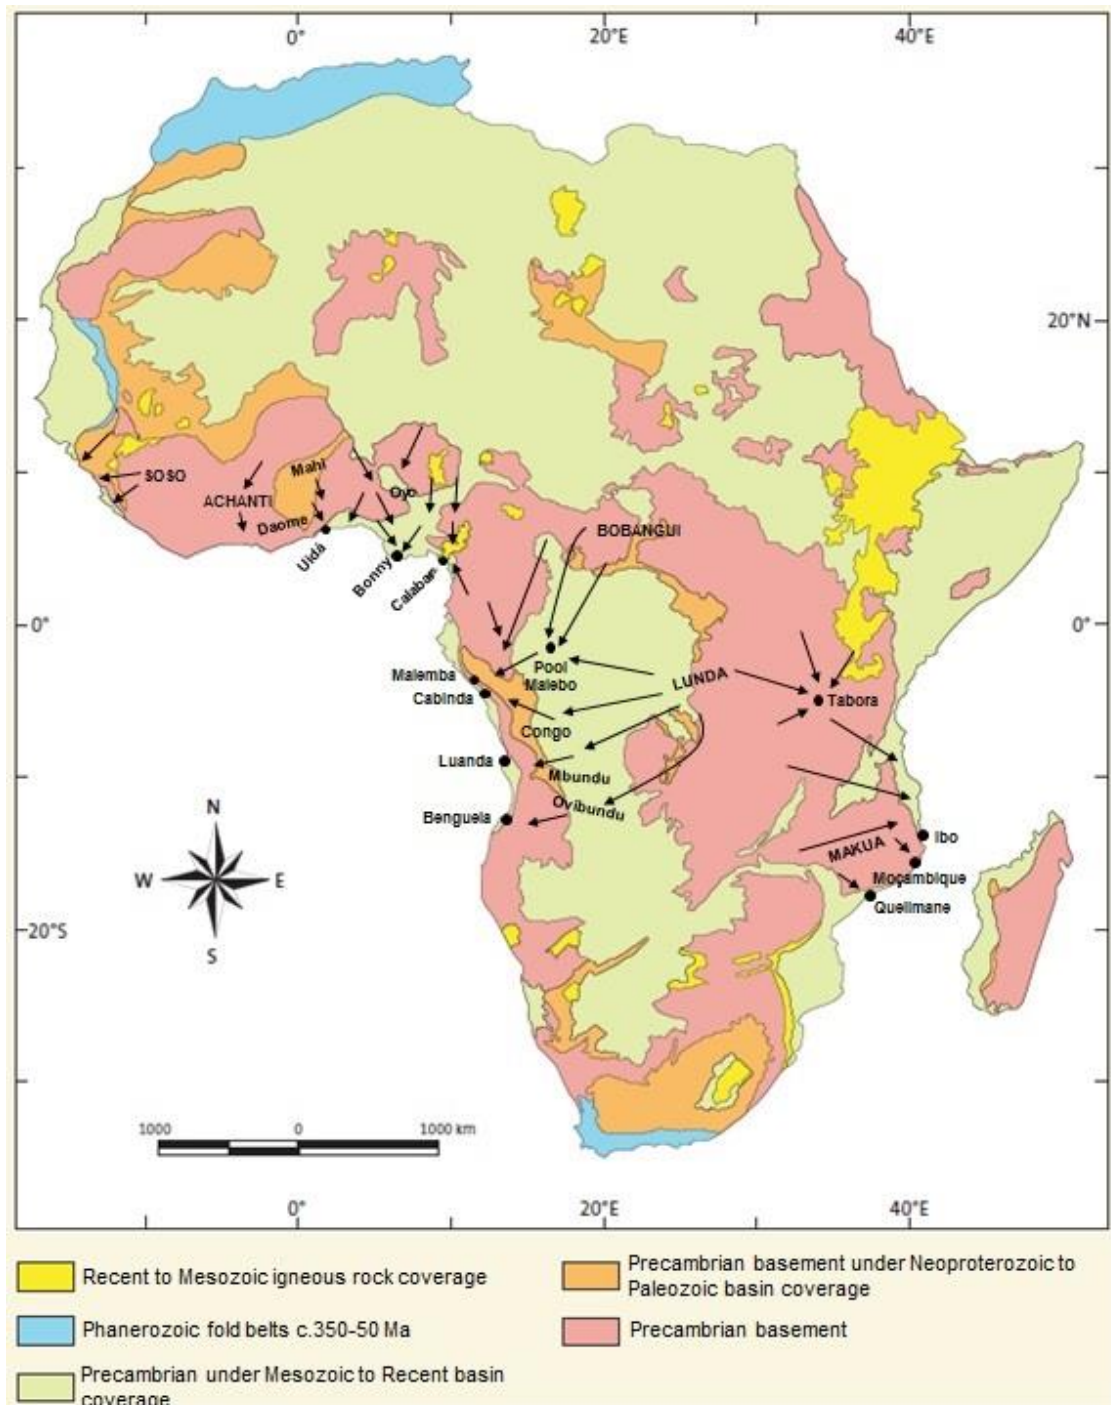 0°
20°E
40°E
20°N
SOSO
ACHANTI
Mahi
Oyo
Daome
Uidá
Bonny
Calabar
BOBANGUI
0°
0°
Pool
Malebo
Malemba
Cabinda
LUNDA
Tabora
Congo
Luanda
Mbundu
Ovibundu
Benguela
Ibo
MAKUA
Moçambique
Quelimane
N
W
E
S
20°S
1000
0
1000 km
0°
20°E
40°E
Recent to Mesozoic igneous rock coverage
Precambrian basement under Neoproterozoic to
Paleozoic basin coverage
Phanerozoic fold belts c.350-50 Ma
Precambrian basement
Precambrian under Mesozoic to Recent basin
coverage